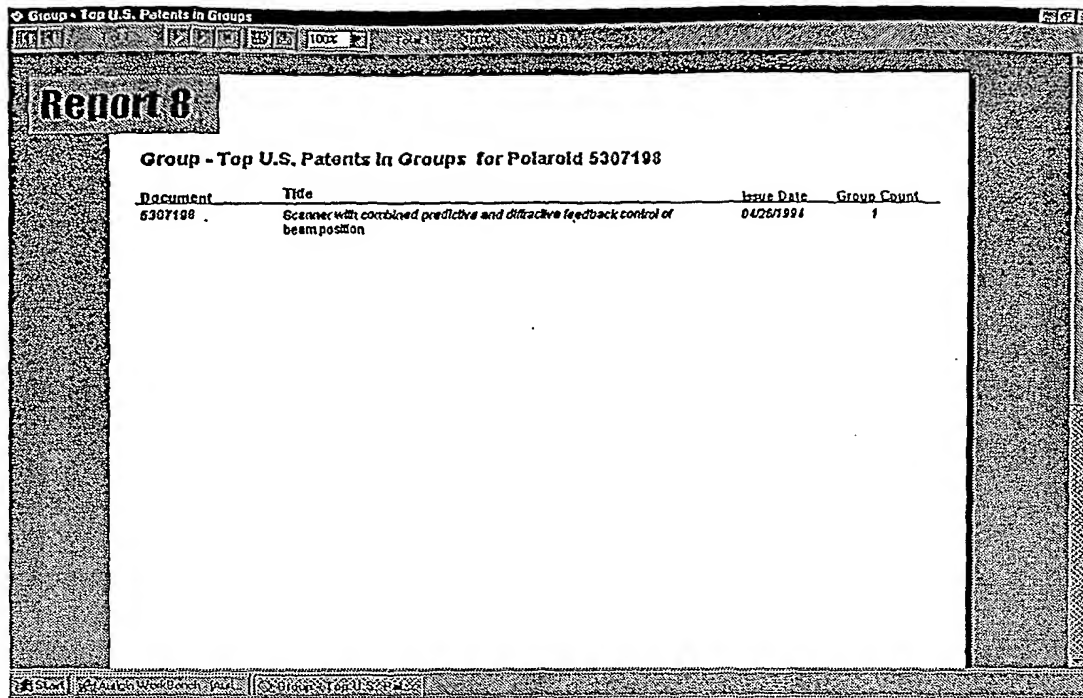 Group - Top U.S. Patents in Groups
100%
Report 8
Group - Top U.S. Patents In Groups for Polaroid 5307198
Document Title Issue Date Group Count
5307198 Scanner with combined predictive and diffractive feedback control of 04/26/1994 1
beam position
Start